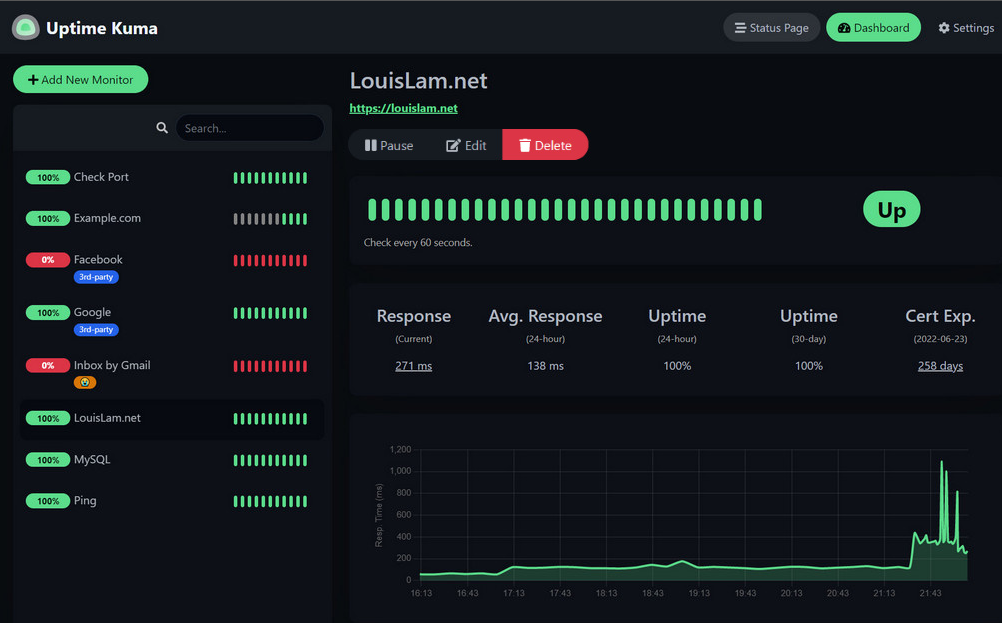 Uptime Kuma
Status Page
Dashboard
Settings
Add New Monitor
Search...
100% Check Port
100% Example.com
0% Facebook
3rd-party
100% Google
3rd-party
0% Inbox by Gmail
100% LouisLam.net
100% MySQL
100% Ping
LouisLam.net
https://louislam.net
Pause Edit Delete
Up
Check every 60 seconds.
Response Avg. Response Uptime Uptime Cert Exp.
(Current) (24-hour) (24-hour) (30-day) (2022-06-23)
271 ms 138 ms 100% 100% 258 days
Resp. Time (ms)
1,200
1,000
800
600
400
200
0
16:13 16:43 17:13 17:43 18:13 18:43 19:13 19:43 20:13 20:43 21:13 21:43